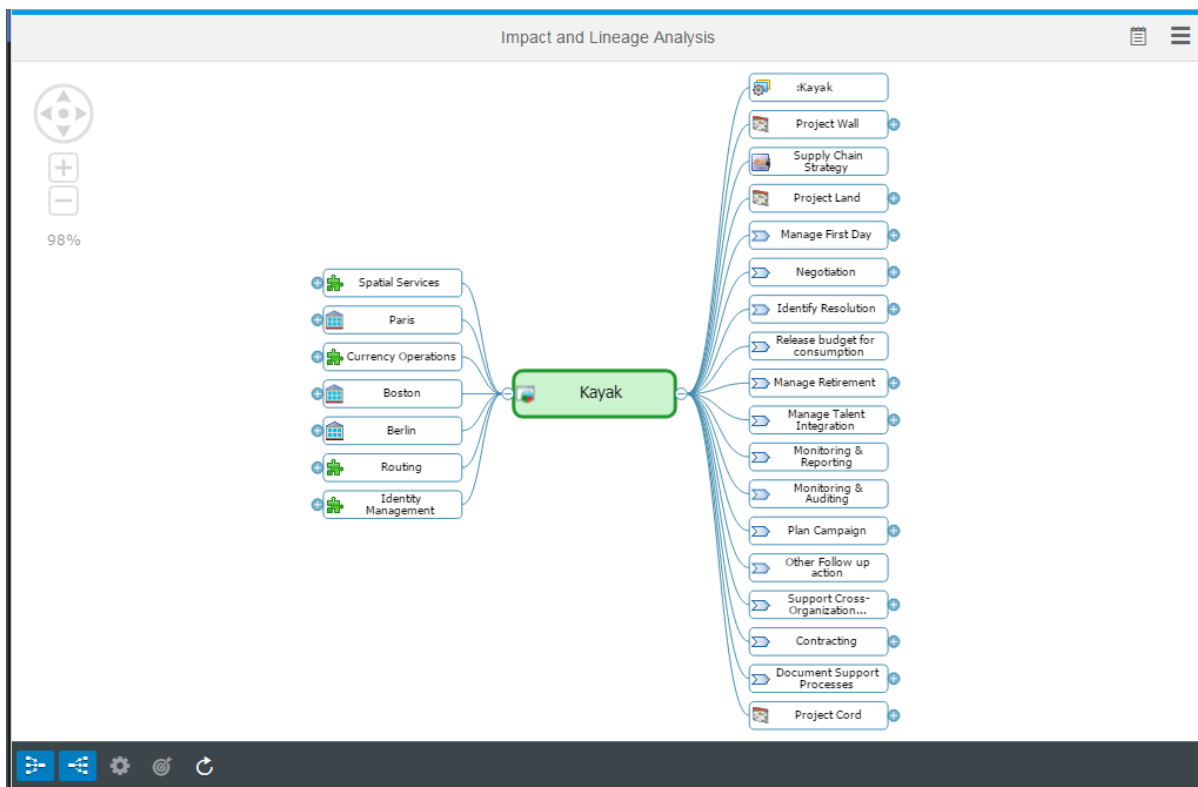 Impact and Lineage Analysis
98%
Spatial Services
Paris
Currency Operations
Boston
Berlin
Routing
Identity
Management
Kayak
:Kayak
Project Wall
Supply Chain
Strategy
Project Land
Manage First Day
Negotiation
Identify Resolution
Release budget for
consumption
Manage Retirement
Manage Talent
Integration
Monitoring &
Reporting
Monitoring &
Auditing
Plan Campaign
Other Follow up
action
Support Cross-
Organization...
Contracting
Document Support
Processes
Project Cord